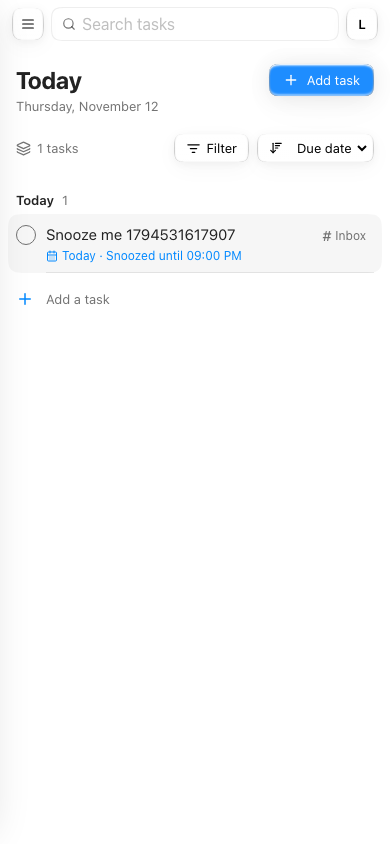 Search tasks
L
Today
Add task
Thursday, November 12
1 tasks
Filter
Due date
Today 1
Snooze me 1794531617907
# Inbox
Today · Snoozed until 09:00 PM
Add a task